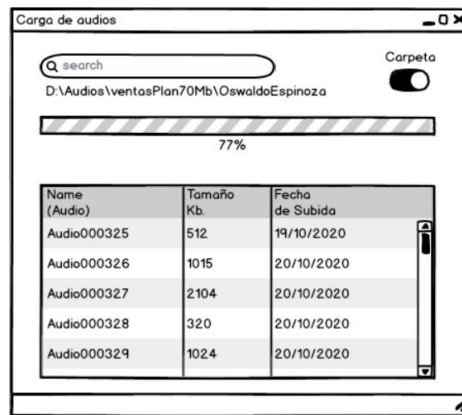 Carga de audios
search
Carpeta
D:\Audios\ventasPlan70Mb\OswaldoEspinoza
77%
Name (Audio) Tamaño Kb. Fecha de Subida
Audio000325 512 19/10/2020
Audio000326 1015 20/10/2020
Audio000327 2104 20/10/2020
Audio000328 320 20/10/2020
Audio000329 1024 20/10/2020